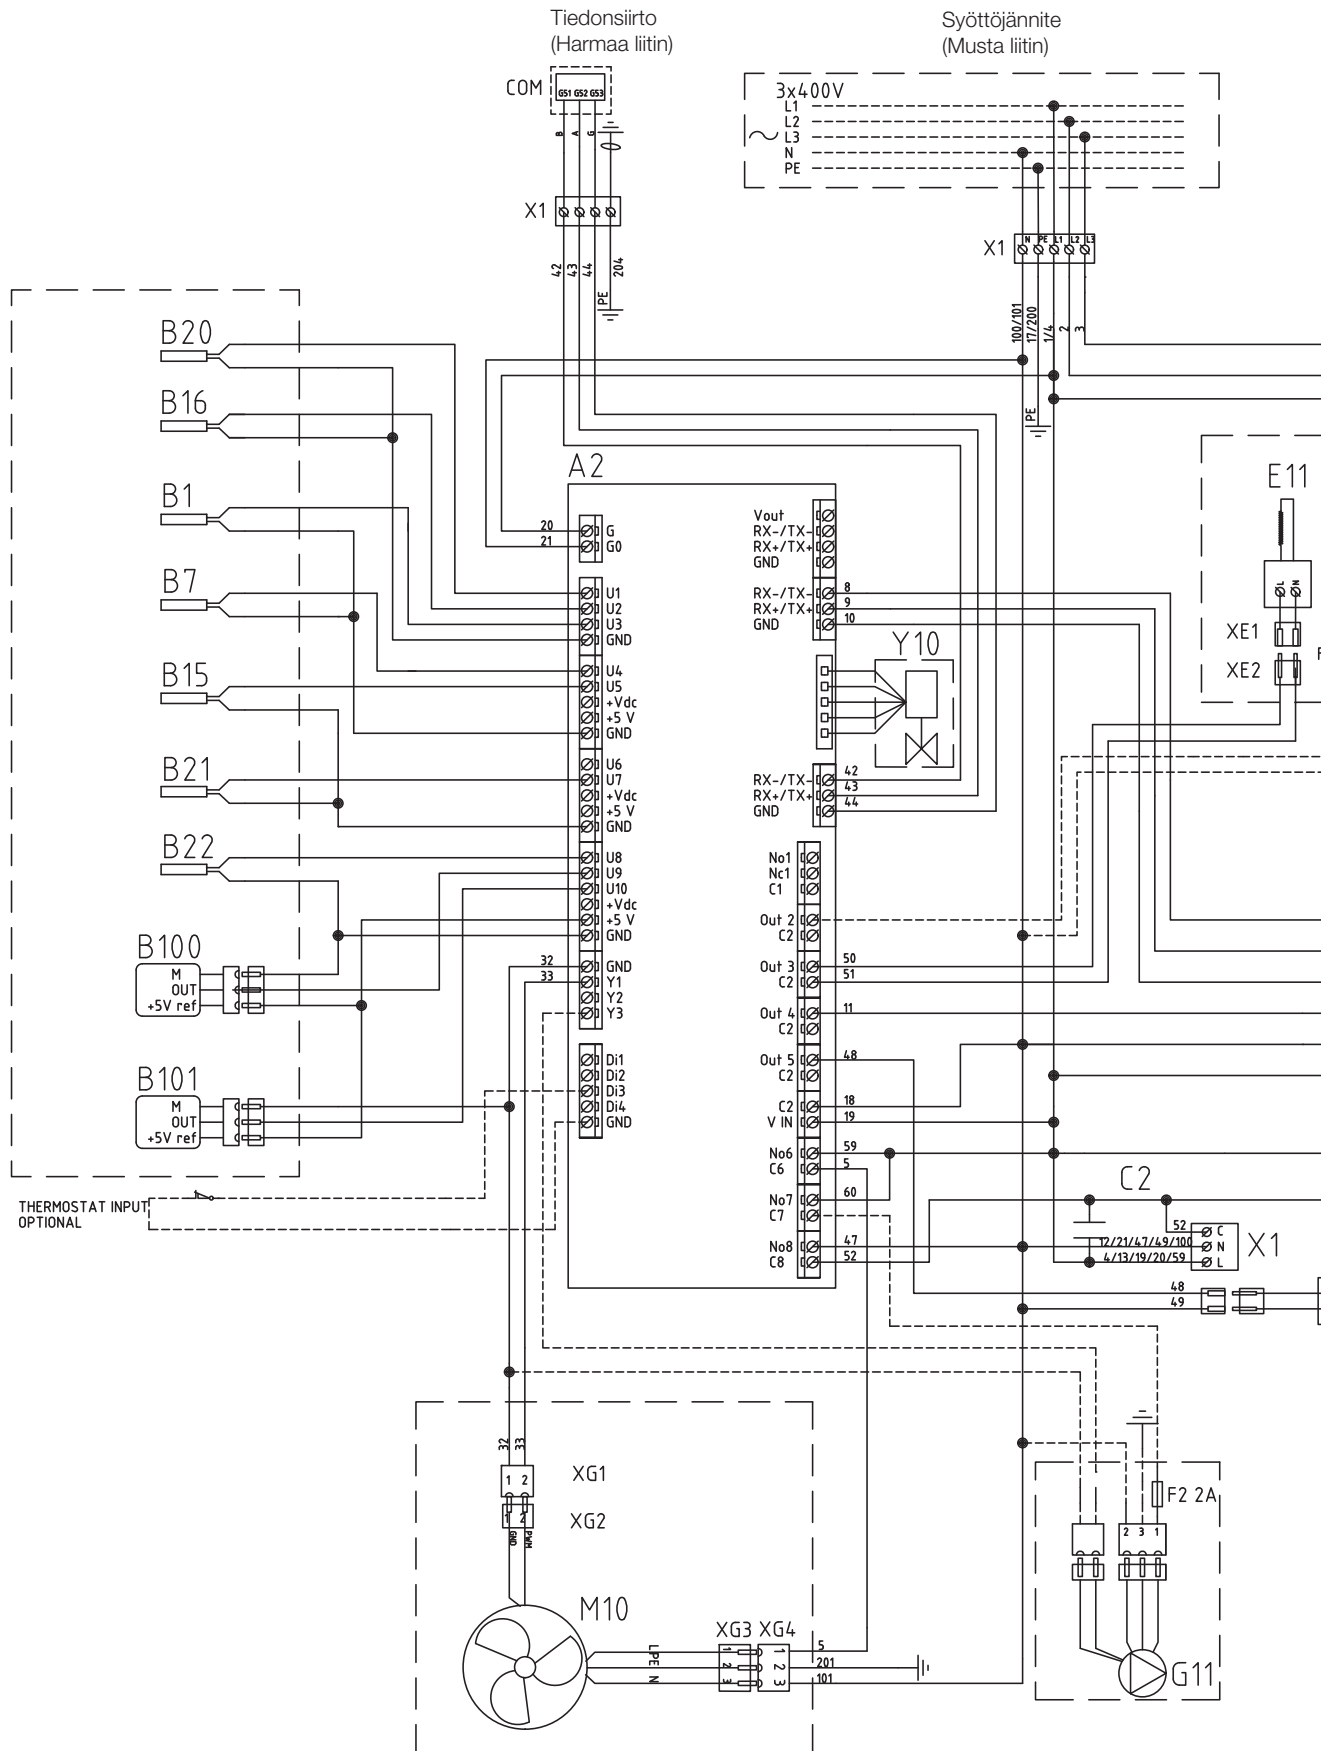 Tiedonsiirto
(Harmaa liitin)
Syöttöjännite
(Musta liitin)
COM
GS1 GS2 GS3
B A G
3x400V
L1
L2
L3
N
PE
X1
42 43 44 PE 204
X1
N PE L1 L2 L3
100/101 17/200 1/4 2 3
PE
B20
B16
B1
B7
B15
B21
B22
B100
M
OUT
+5V ref
B101
M
OUT
+5V ref
THERMOSTAT INPUT
OPTIONAL
A2
20 G
21 G0
U1
U2
U3
GND
U4
U5
+Vdc
+5 V
GND
U6
U7
+Vdc
+5 V
GND
U8
U9
U10
+Vdc
+5 V
GND
32 GND
33 Y1
Y2
Y3
Di1
Di2
Di3
Di4
GND
Vout
RX-/TX-
RX+/TX+
GND
RX-/TX- 8
RX+/TX+ 9
GND 10
Y10
RX-/TX- 42
RX+/TX+ 43
GND 44
No1
Nc1
C1
Out 2
C2
Out 3 50
C2 51
Out 4 11
C2
Out 5 48
C2
C2 18
V IN 19
No6 59
C6 5
No7 60
C7
No8 47
C8 52
E11
L N
XE1
XE2
F
C2
52 C
12/21/47/49/100 N
4/13/19/20/59 L
X1
48
49
32 33
1 2
XG1
1 2
XG2
GND PWM
M10
L PE N
XG3 XG4
1 1 5
2 2 201
3 3 101
F2 2A
2 3 1
G11